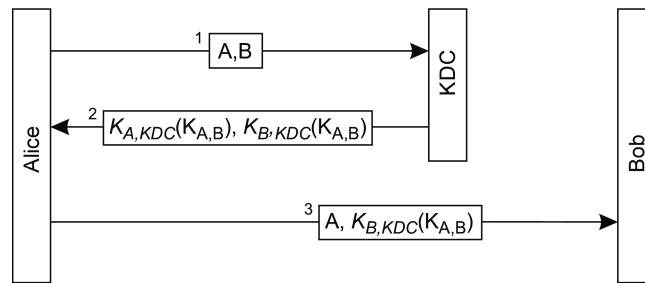 Alice
KDC
Bob
1
A,B
2
K_A,KDC(K_A,B), K_B,KDC(K_A,B)
3
A, K_B,KDC(K_A,B)